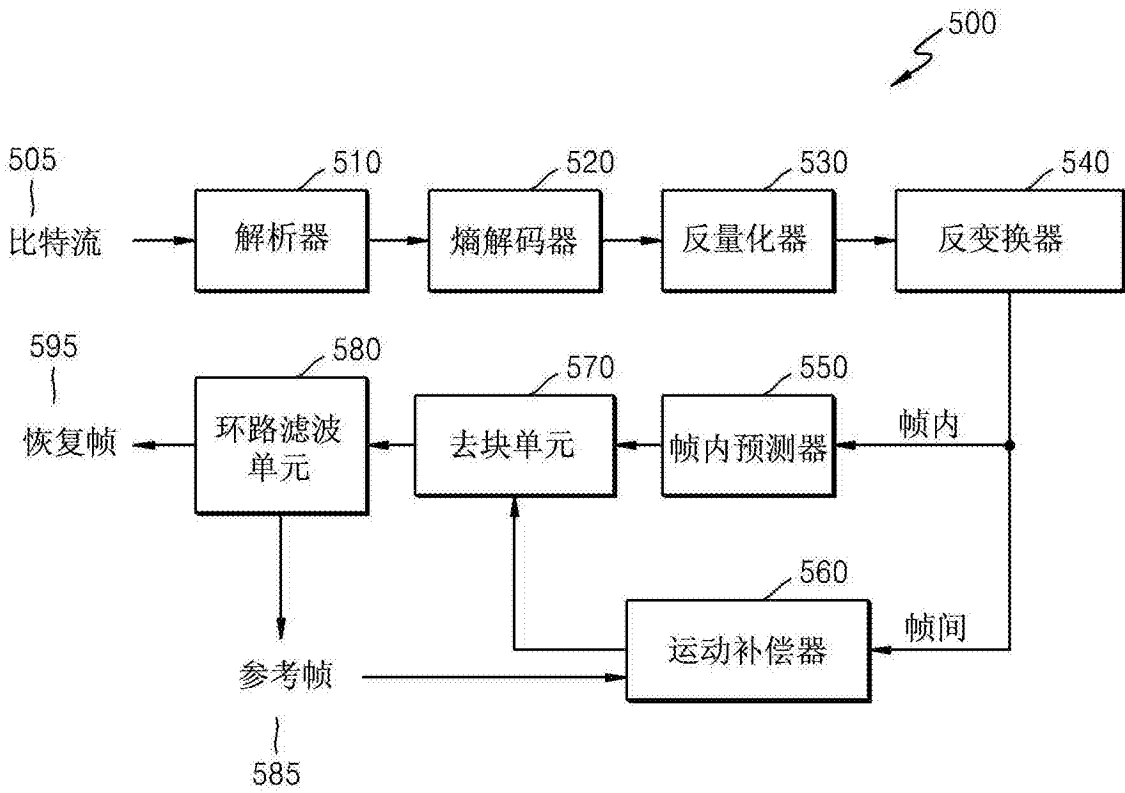 500
505
510
520
530
540
比特流
解析器
熵解码器
反量化器
反变换器
595
580
570
550
恢复帧
环路滤波
单元
去块单元
帧内预测器
帧内
560
运动补偿器
帧间
参考帧
585